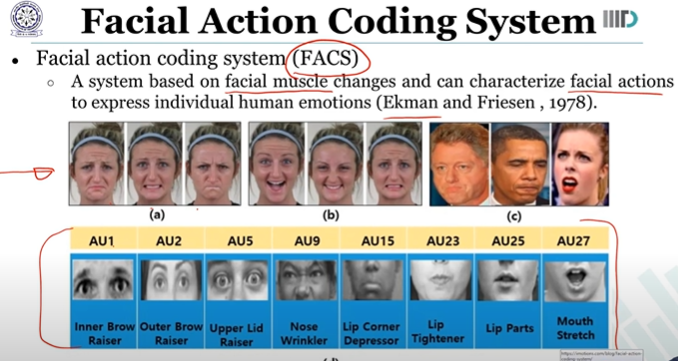 Facial Action Coding System
IIITD
• Facial action coding system (FACS)
○ A system based on facial muscle changes and can characterize facial actions
to express individual human emotions (Ekman and Friesen , 1978).
(a) (b) (c)
AU1 AU2 AU5 AU9 AU15 AU23 AU25 AU27
Inner Brow Raiser
Outer Brow Raiser
Upper Lid Raiser
Nose Wrinkler
Lip Corner Depressor
Lip Tightener
Lip Parts
Mouth Stretch